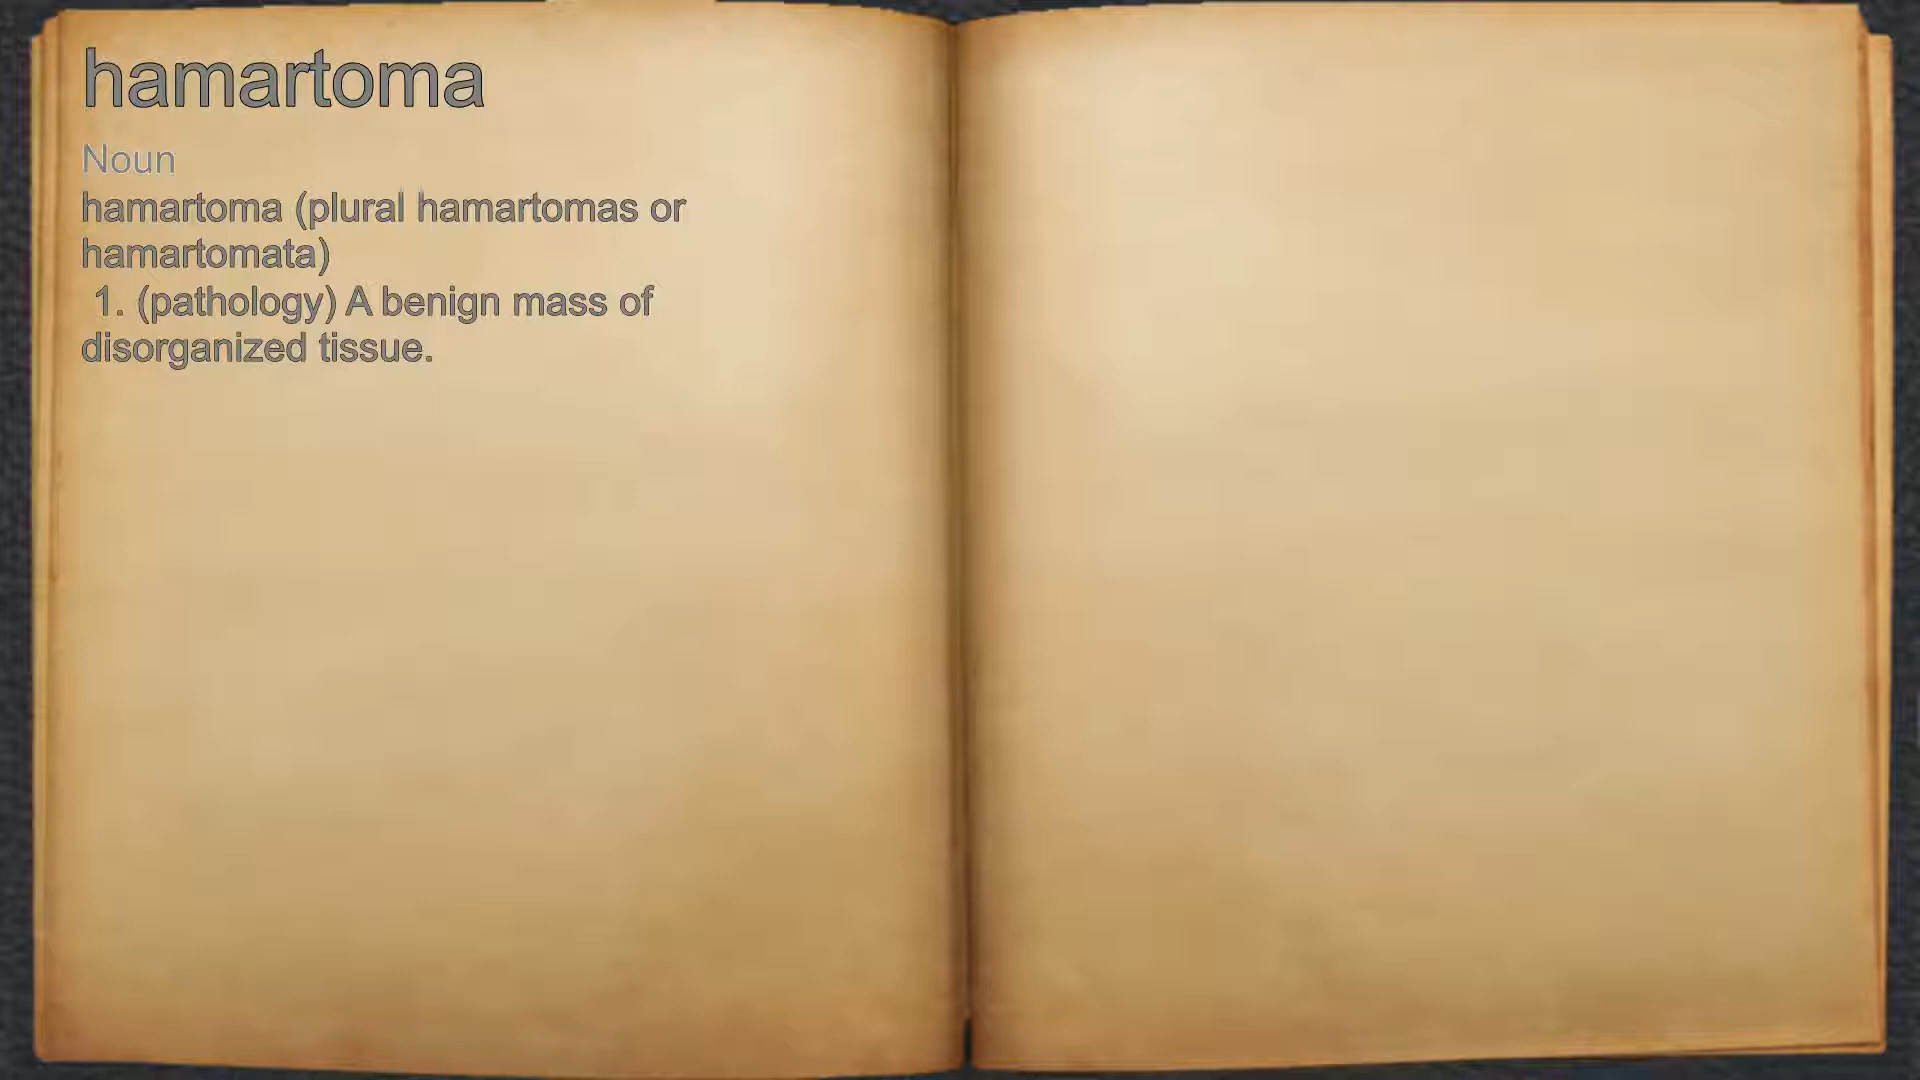 hamartoma
Noun
hamartoma (plural hamartomas or
hamartomata)
1. (pathology) A benign mass of
disorganized tissue.